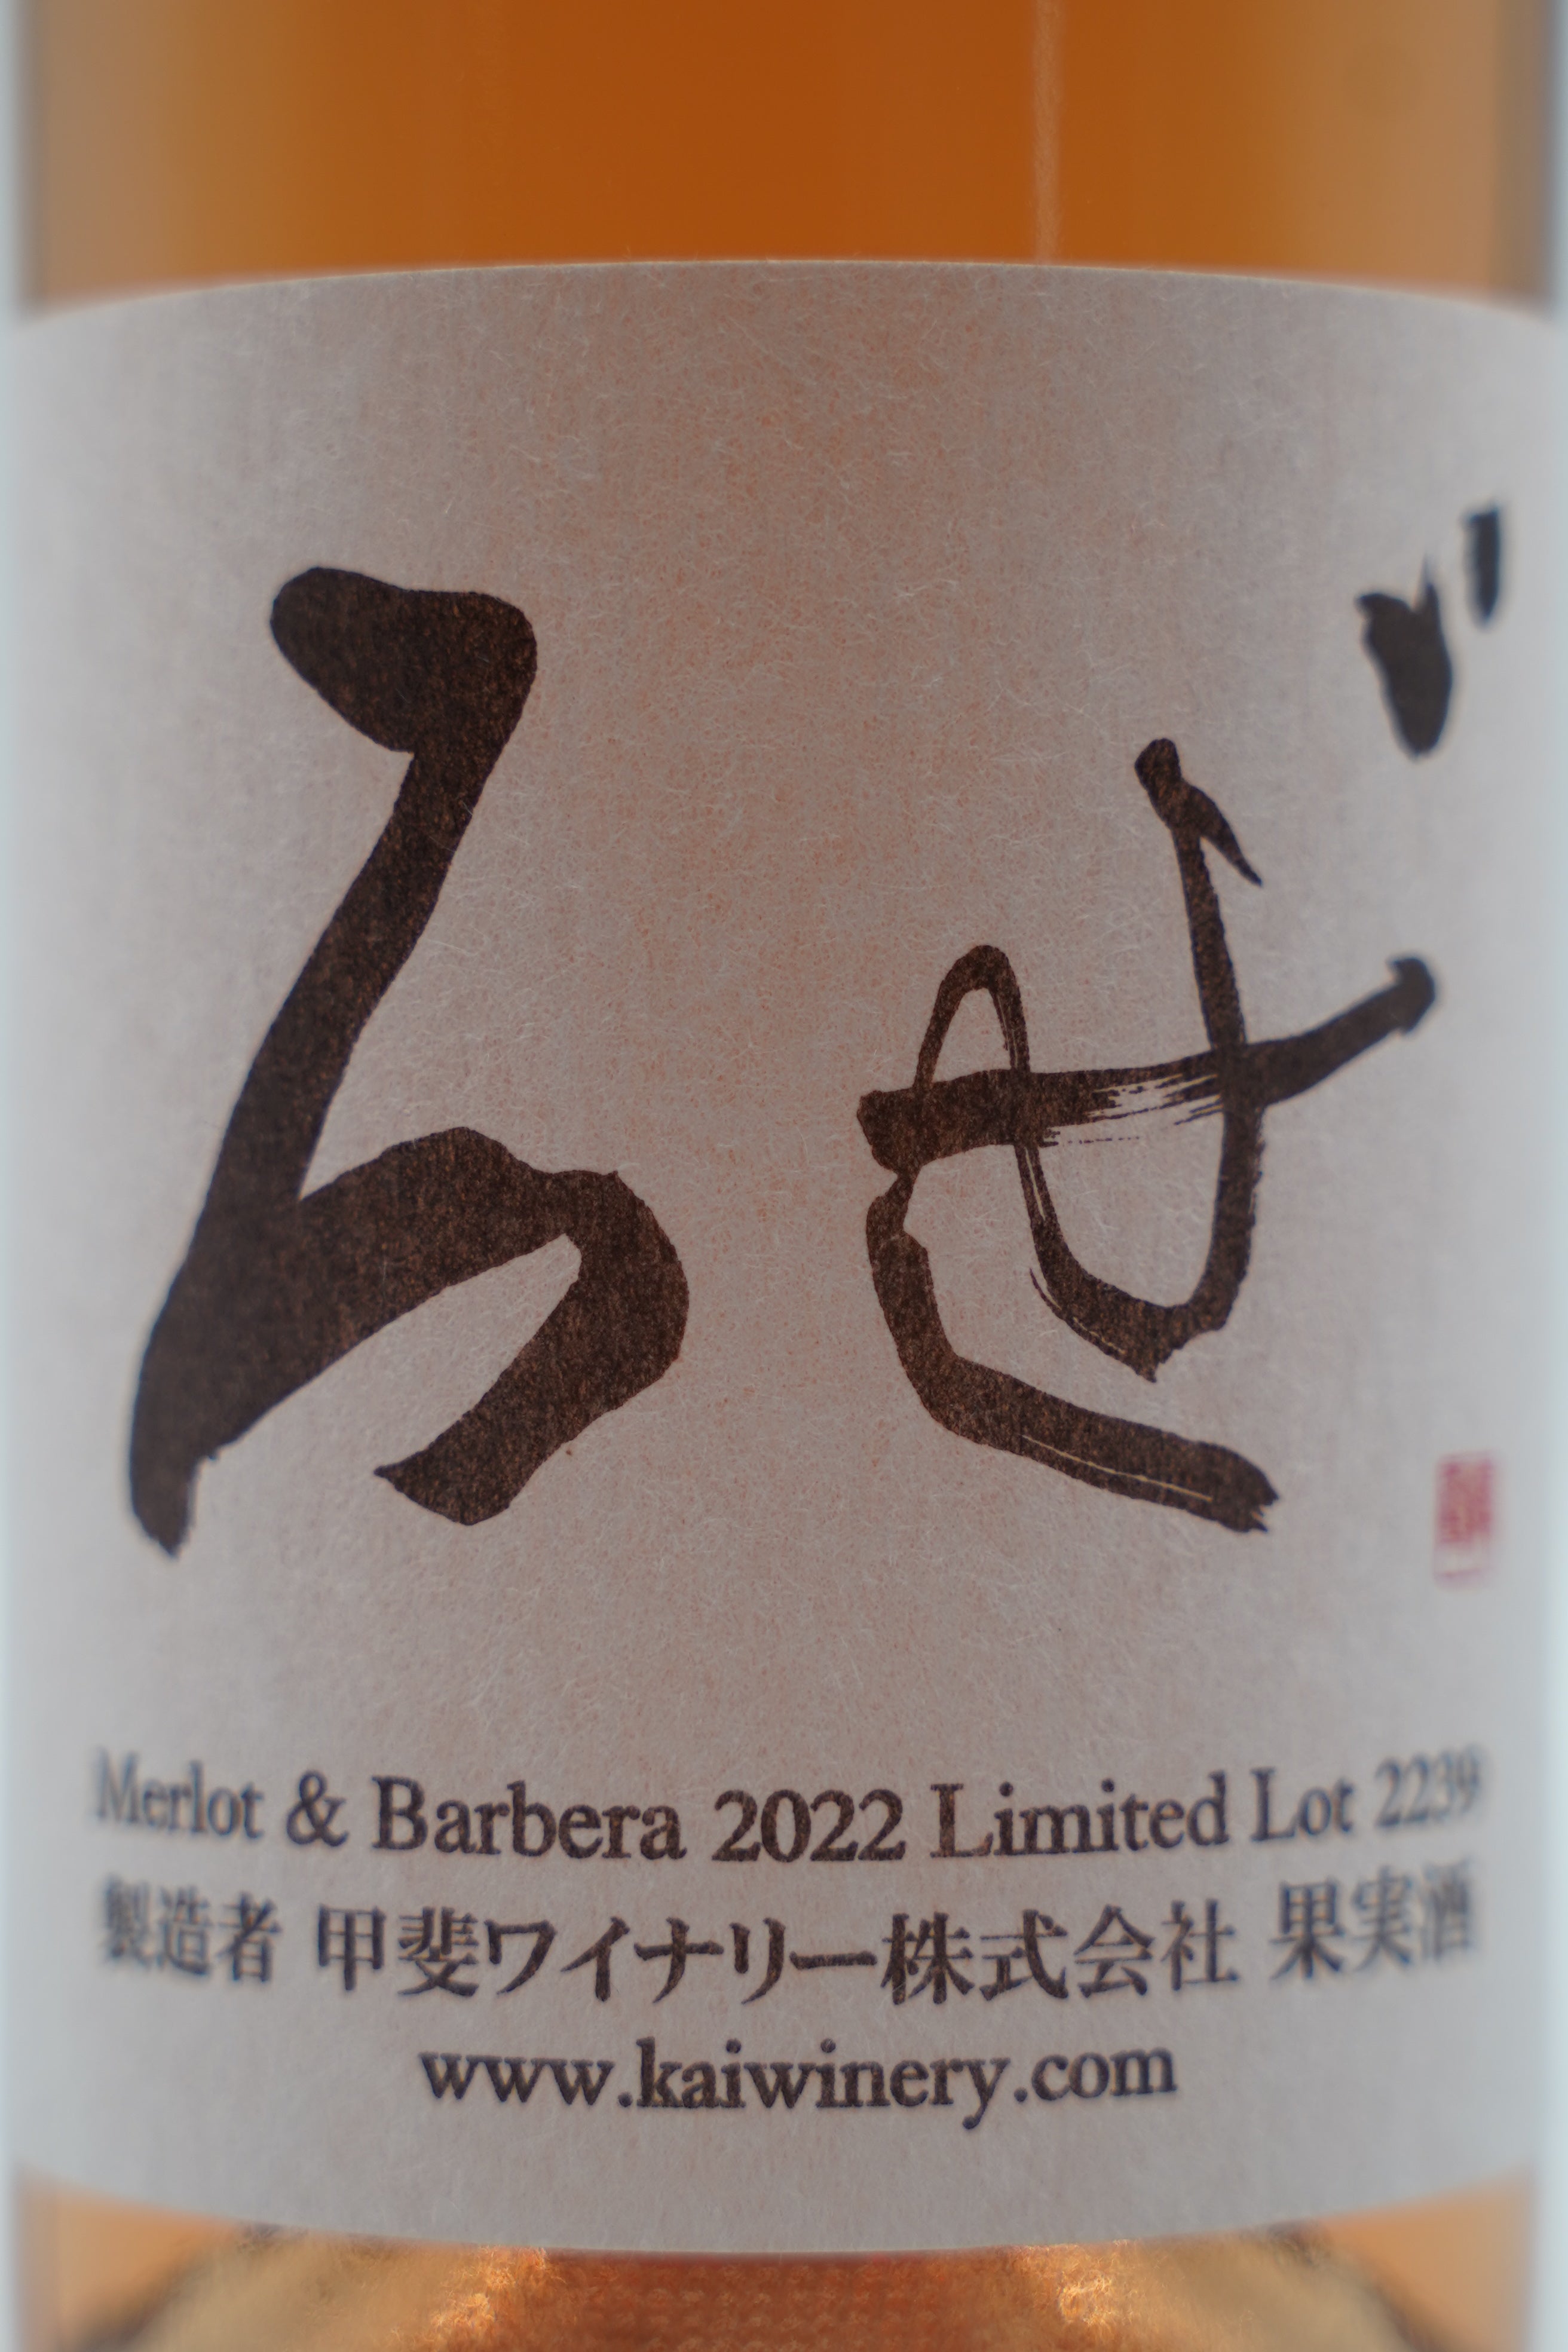 ろぜ
Merlot & Barbera 2022 Limited Lot 2239
製造者 甲斐ワイナリー株式会社 果実酒
www.kaiwinery.com